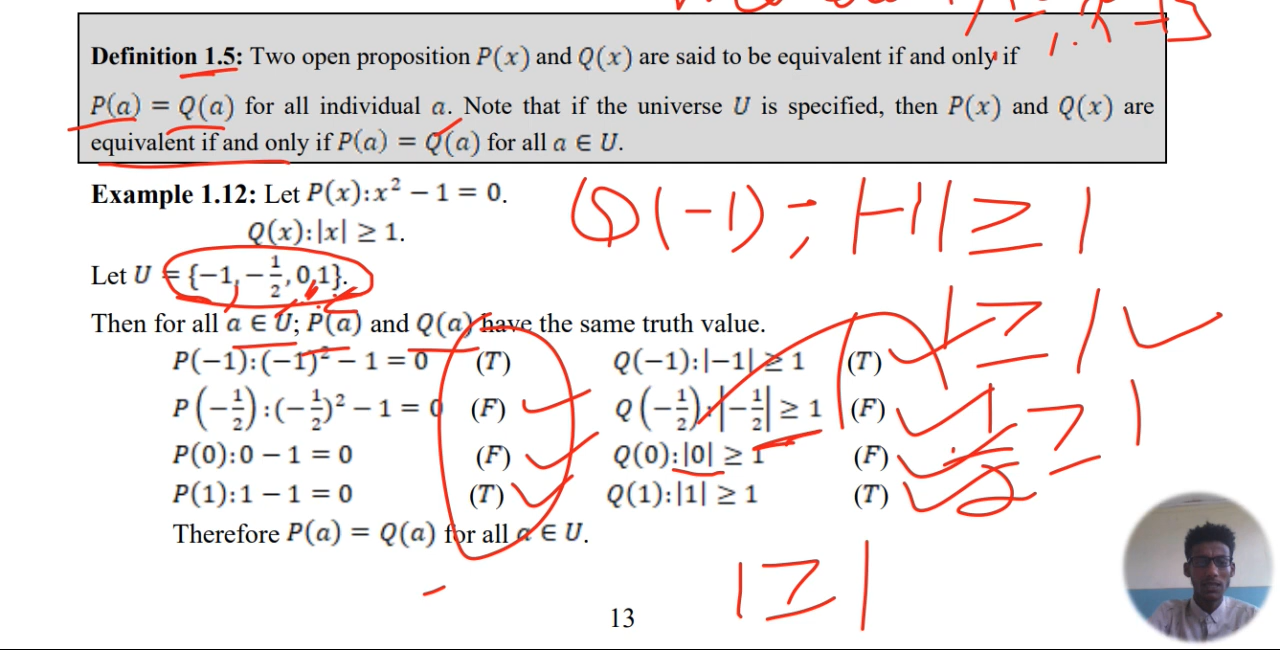 Definition 1.5: Two open proposition P(x) and Q(x) are said to be equivalent if and only if
P(a) = Q(a) for all individual a. Note that if the universe U is specified, then P(x) and Q(x) are
equivalent if and only if P(a) = Q(a) for all a ∈ U.
Example 1.12: Let P(x): x² − 1 = 0.
Q(x): |x| ≥ 1.
Q(-1); |-1| ≥ 1
Let U = {−1, −1/2, 0,1}.
Then for all a ∈ U; P(a) and Q(a) have the same truth value.
1 ≥ 1
P(−1): (−1)² − 1 = 0 (T) Q(−1): |−1| ≥ 1 (T)
P(−1/2): (−1/2)² − 1 = 0 (F) Q(−1/2): |−1/2| ≥ 1 (F)
1/2 ≥ 1
P(0): 0 − 1 = 0 (F) Q(0): |0| ≥ 1 (F)
P(1): 1 − 1 = 0 (T) Q(1): |1| ≥ 1 (T)
Therefore P(a) = Q(a) for all a ∈ U.
1 ≥ 1
13